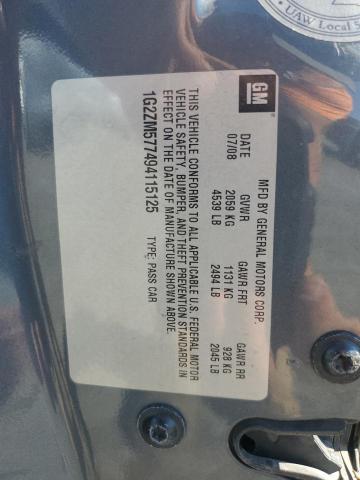 UAW Local
GM
MFD BY GENERAL MOTORS CORP.
DATE GVWR GAWR FRT GAWR RR
07/08 2059 KG 1131 KG 928 KG
4539 LB 2494 LB 2045 LB
THIS VEHICLE CONFORMS TO ALL APPLICABLE U.S. FEDERAL MOTOR
VEHICLE SAFETY, BUMPER, AND THEFT PREVENTION STANDARDS IN
EFFECT ON THE DATE OF MANUFACTURE SHOWN ABOVE.
1G2ZM577494115125 TYPE: PASS CAR